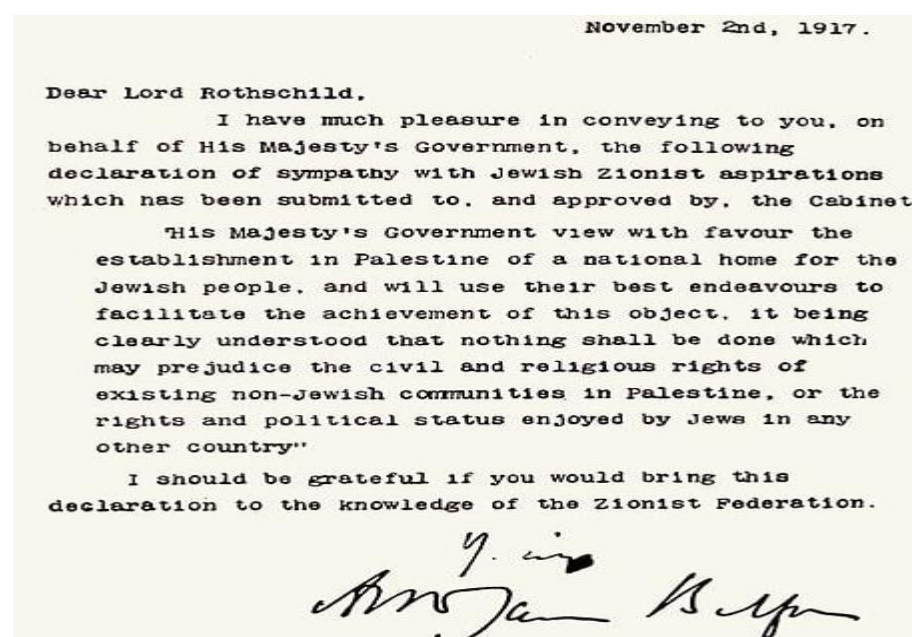 November 2nd, 1917.
Dear Lord Rothschild,
I have much pleasure in conveying to you, on
behalf of His Majesty's Government, the following
declaration of sympathy with Jewish Zionist aspirations
which has been submitted to, and approved by, the Cabinet
"His Majesty's Government view with favour the
establishment in Palestine of a national home for the
Jewish people, and will use their best endeavours to
facilitate the achievement of this object, it being
clearly understood that nothing shall be done which
may prejudice the civil and religious rights of
existing non-Jewish communities in Palestine, or the
rights and political status enjoyed by Jews in any
other country"
I should be grateful if you would bring this
declaration to the knowledge of the Zionist Federation.